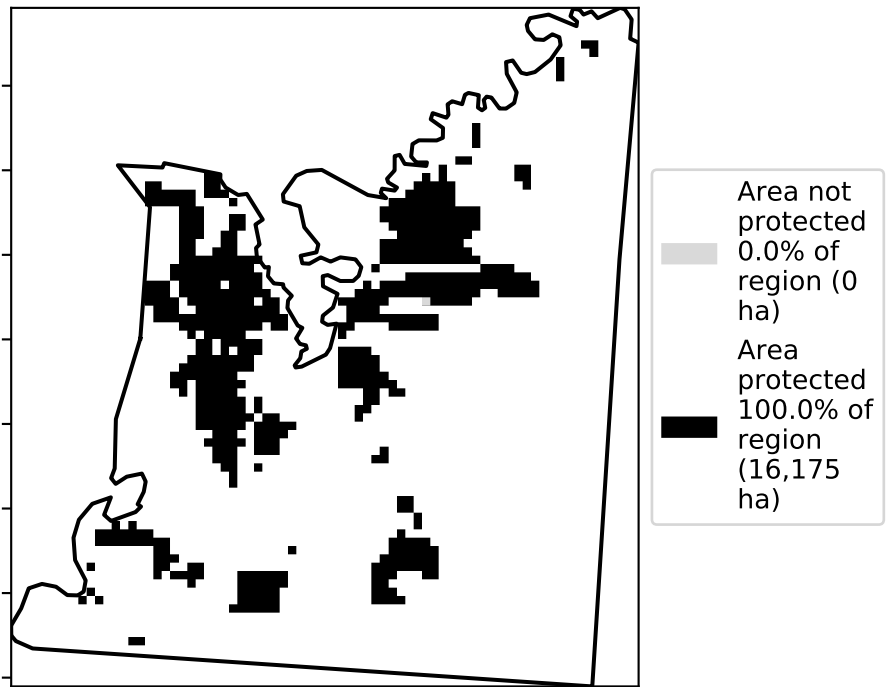 Area not
protected
0.0% of
region (0
ha)
Area
protected
100.0% of
region
(16,175
ha)